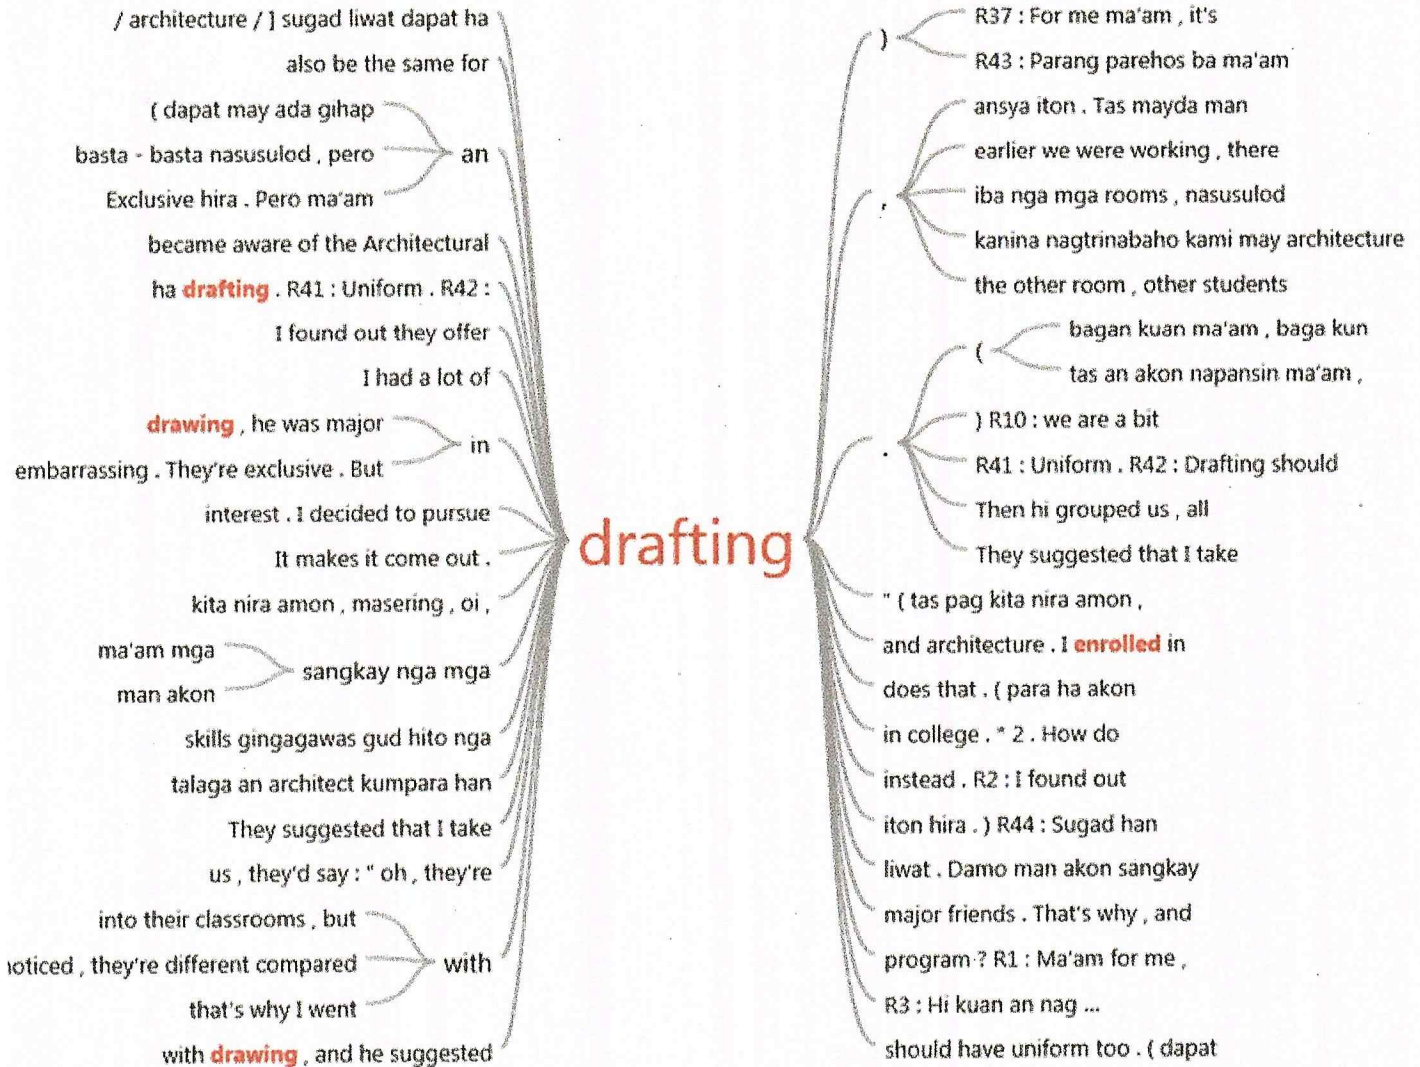 / architecture / ] sugad liwat dapat ha
also be the same for
( dapat may ada gihap
basta - basta nasusulod , pero
an
Exclusive hira . Pero ma'am
became aware of the Architectural
ha drafting . R41 : Uniform . R42 :
I found out they offer
I had a lot of
drawing , he was major
in
embarrassing . They're exclusive . But
interest . I decided to pursue
It makes it come out .
kita nira amon , masering , oi ,
ma'am mga
sangkay nga mga
man akon
skills gingagawas gud hito nga
talaga an architect kumpara han
They suggested that I take
us , they'd say : " oh , they're
into their classrooms , but
noticed , they're different compared
with
that's why I went
with drawing , and he suggested
drafting
)
R37 : For me ma'am , it's
R43 : Parang parehos ba ma'am
,
ansya iton . Tas mayda man
earlier we were working , there
iba nga mga rooms , nasusulod
kanina nagtrinabaho kami may architecture
the other room , other students
.
(
bagan kuan ma'am , baga kun
tas an akon napansin ma'am ,
) R10 : we are a bit
R41 : Uniform . R42 : Drafting should
Then hi grouped us , all
They suggested that I take
" ( tas pag kita nira amon ,
and architecture . I enrolled in
does that . ( para ha akon
in college . * 2 . How do
instead . R2 : I found out
iton hira . ) R44 : Sugad han
liwat . Damo man akon sangkay
major friends . That's why , and
program ? R1 : Ma'am for me ,
R3 : Hi kuan an nag ...
should have uniform too . ( dapat